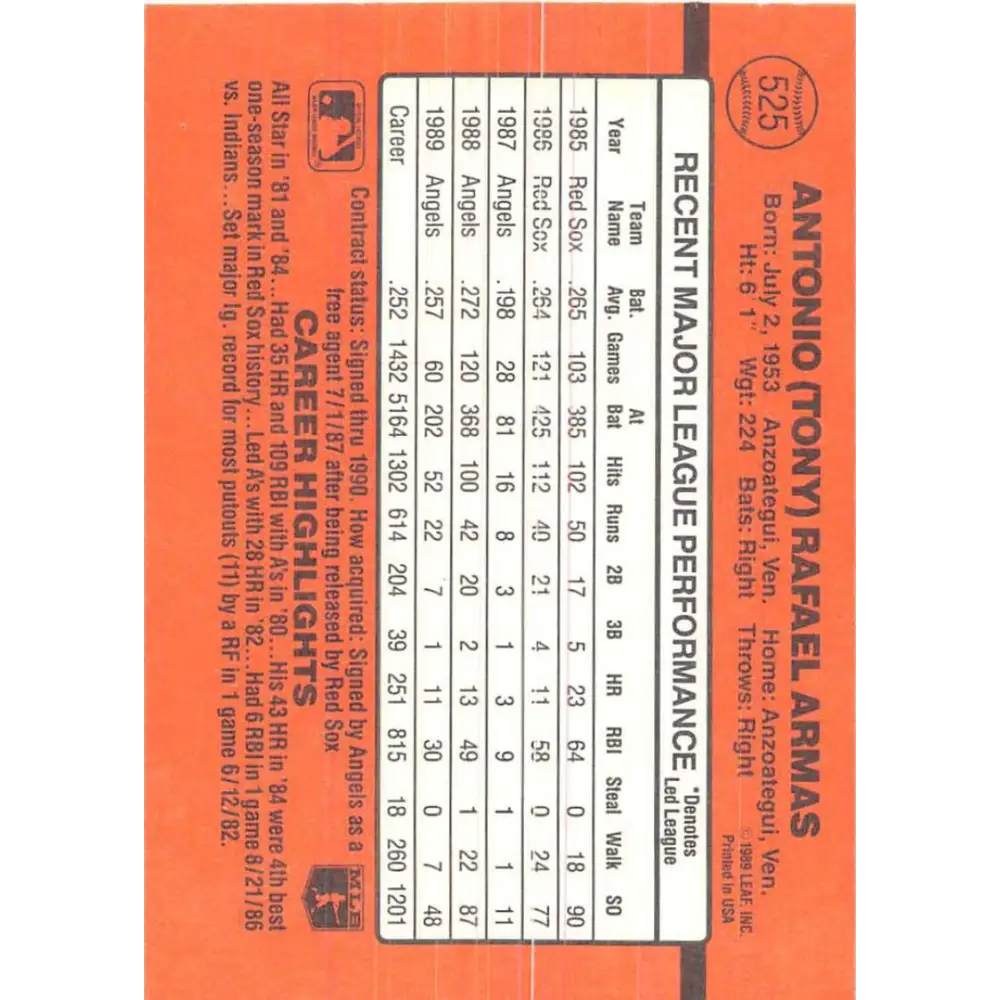 525
ANTONIO (TONY) RAFAEL ARMAS
Born: July 2, 1953 Anzoategui, Ven. Home: Anzoategui, Ven.
Ht: 6' 1" Wgt: 224 Bats: Right Throws: Right
© 1989 LEAF, INC.
Printed in USA
RECENT MAJOR LEAGUE PERFORMANCE
*Denotes
Led League
Year Team Name Bat. Avg. Games At Bat Hits Runs 2B 3B HR RBI Steal Walk SO
1985 Red Sox .265 103 385 102 50 17 5 23 64 0 18 90
1986 Red Sox .264 121 425 112 40 21 4 11 58 0 24 77
1987 Angels .198 28 81 16 8 3 1 3 9 1 1 11
1988 Angels .272 120 368 100 42 20 2 13 49 1 22 87
1989 Angels .257 60 202 52 22 7 1 11 30 0 7 48
Career .252 1432 5164 1302 614 204 39 251 815 18 260 1201
Contract status: Signed thru 1990. How acquired: Signed by Angels as a
free agent 7/1/87 after being released by Red Sox
CAREER HIGHLIGHTS
MLB
All Star in '81 and '84...Had 35 HR and 109 RBI with A's in '80...His 43 HR in '84 were 4th best
one-season mark in Red Sox history...Led A's with 28 HR in '82...Had 6 RBI in 1 game 8/21/86
vs. Indians...Set major lg. record for most putouts (11) by a RF in 1 game 6/12/82.